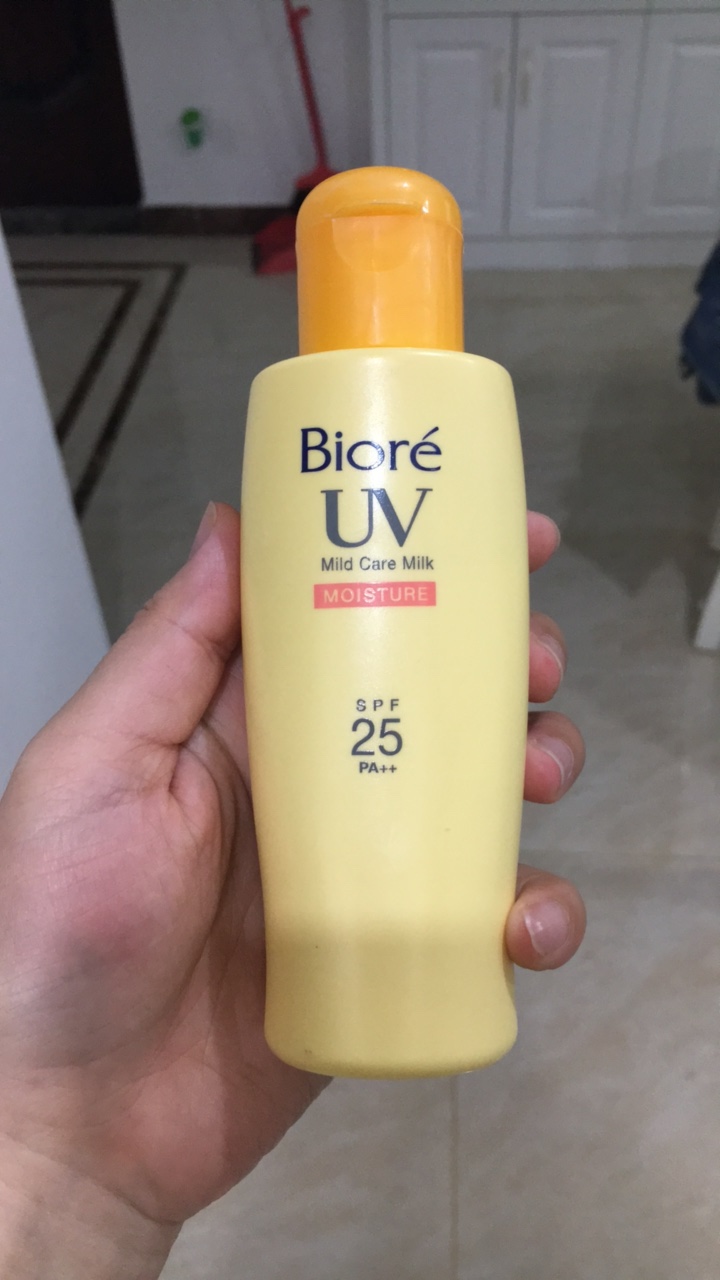 Bioré
UV
Mild Care Milk
MOISTURE
SPF
25
PA++